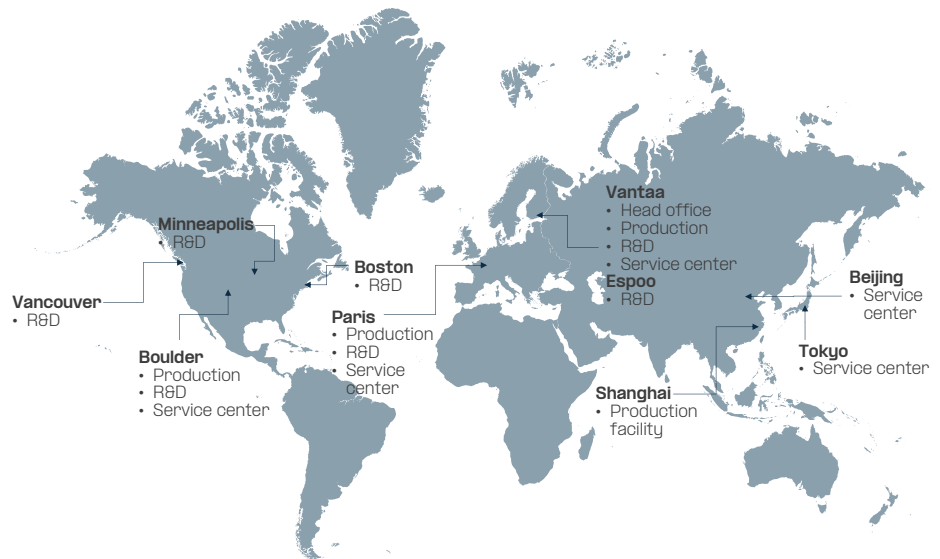 Minneapolis
• R&D
Vancouver
• R&D
Boulder
• Production
• R&D
• Service center
Boston
• R&D
Paris
• Production
• R&D
• Service
center
Vantaa
• Head office
• Production
• R&D
• Service center
Espoo
• R&D
Shanghai
• Production
facility
Beijing
• Service
center
Tokyo
• Service center